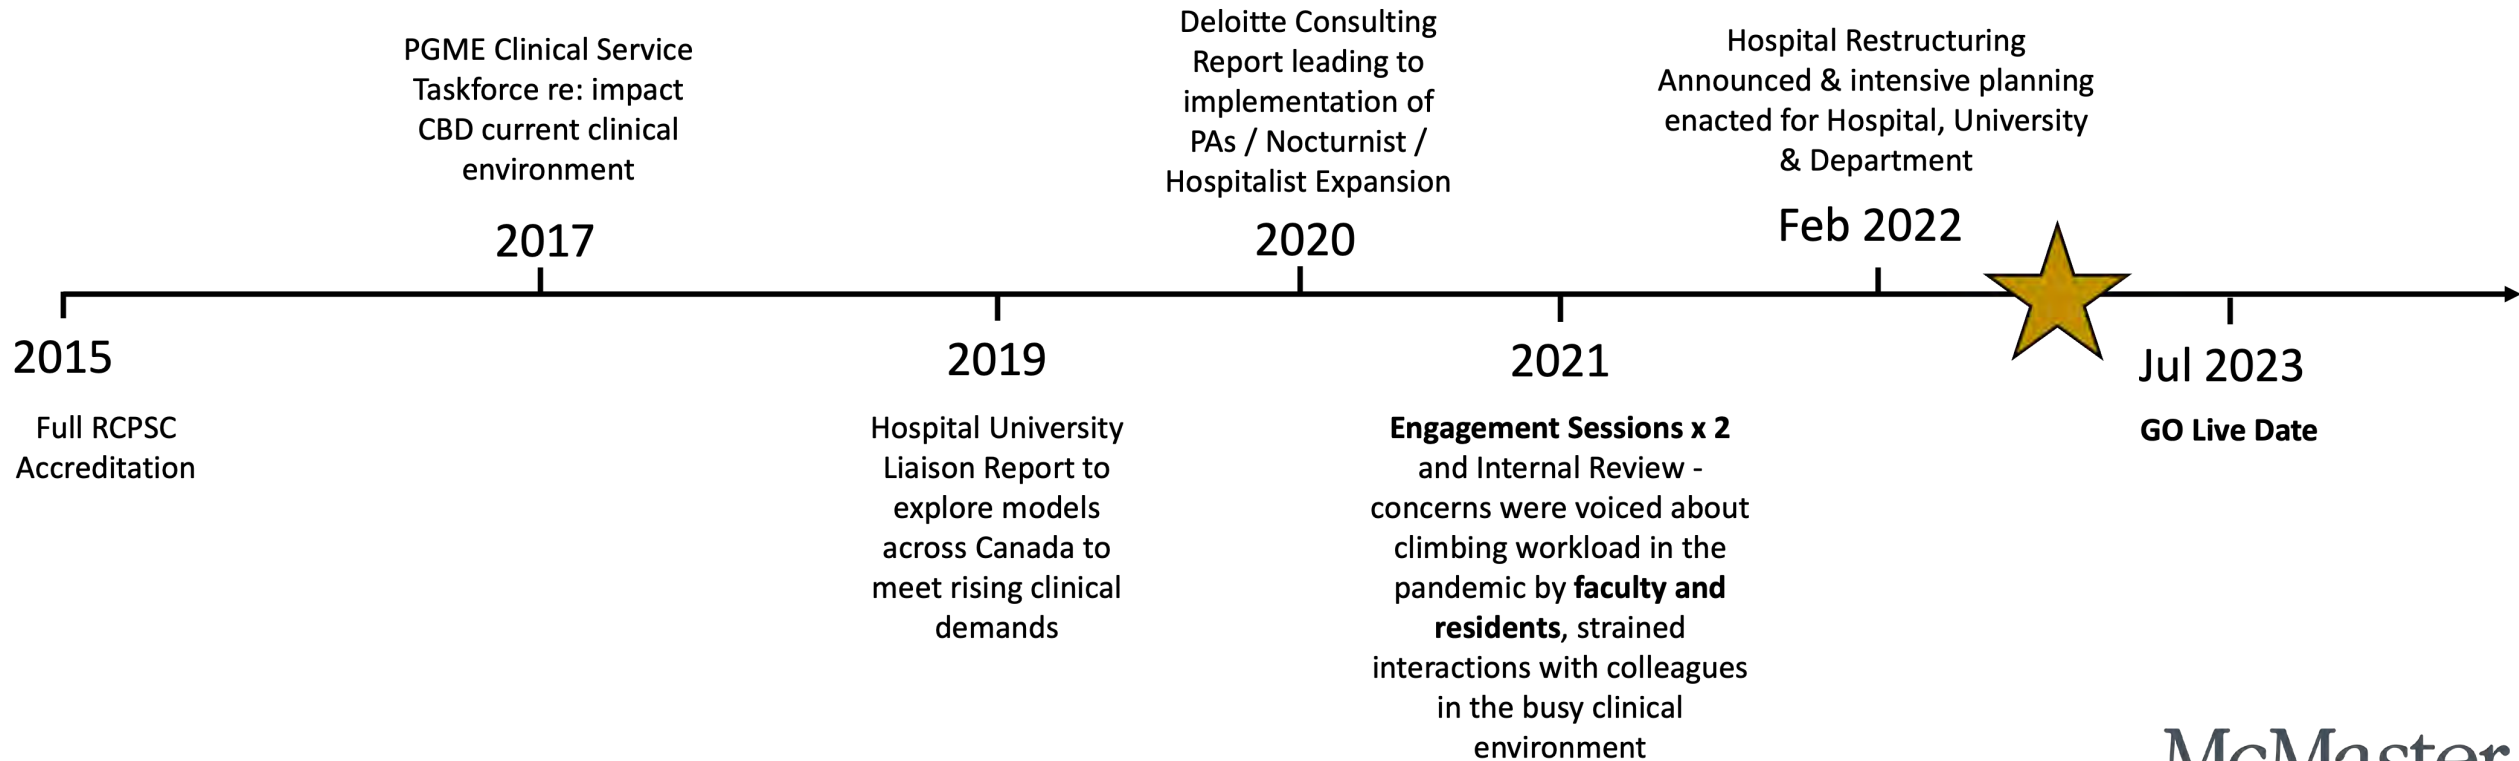 PGME Clinical Service
Taskforce re: impact
CBD current clinical
environment
2017
Deloitte Consulting
Report leading to
implementation of
PAs / Nocturnist /
Hospitalist Expansion
2020
Hospital Restructuring
Announced & intensive planning
enacted for Hospital, University
& Department
Feb 2022
2015
Full RCPSC
Accreditation
2019
Hospital University
Liaison Report to
explore models
across Canada to
meet rising clinical
demands
2021
Engagement Sessions x 2
and Internal Review -
concerns were voiced about
climbing workload in the
pandemic by faculty and
residents, strained
interactions with colleagues
in the busy clinical
environment
Jul 2023
GO Live Date
McMaster